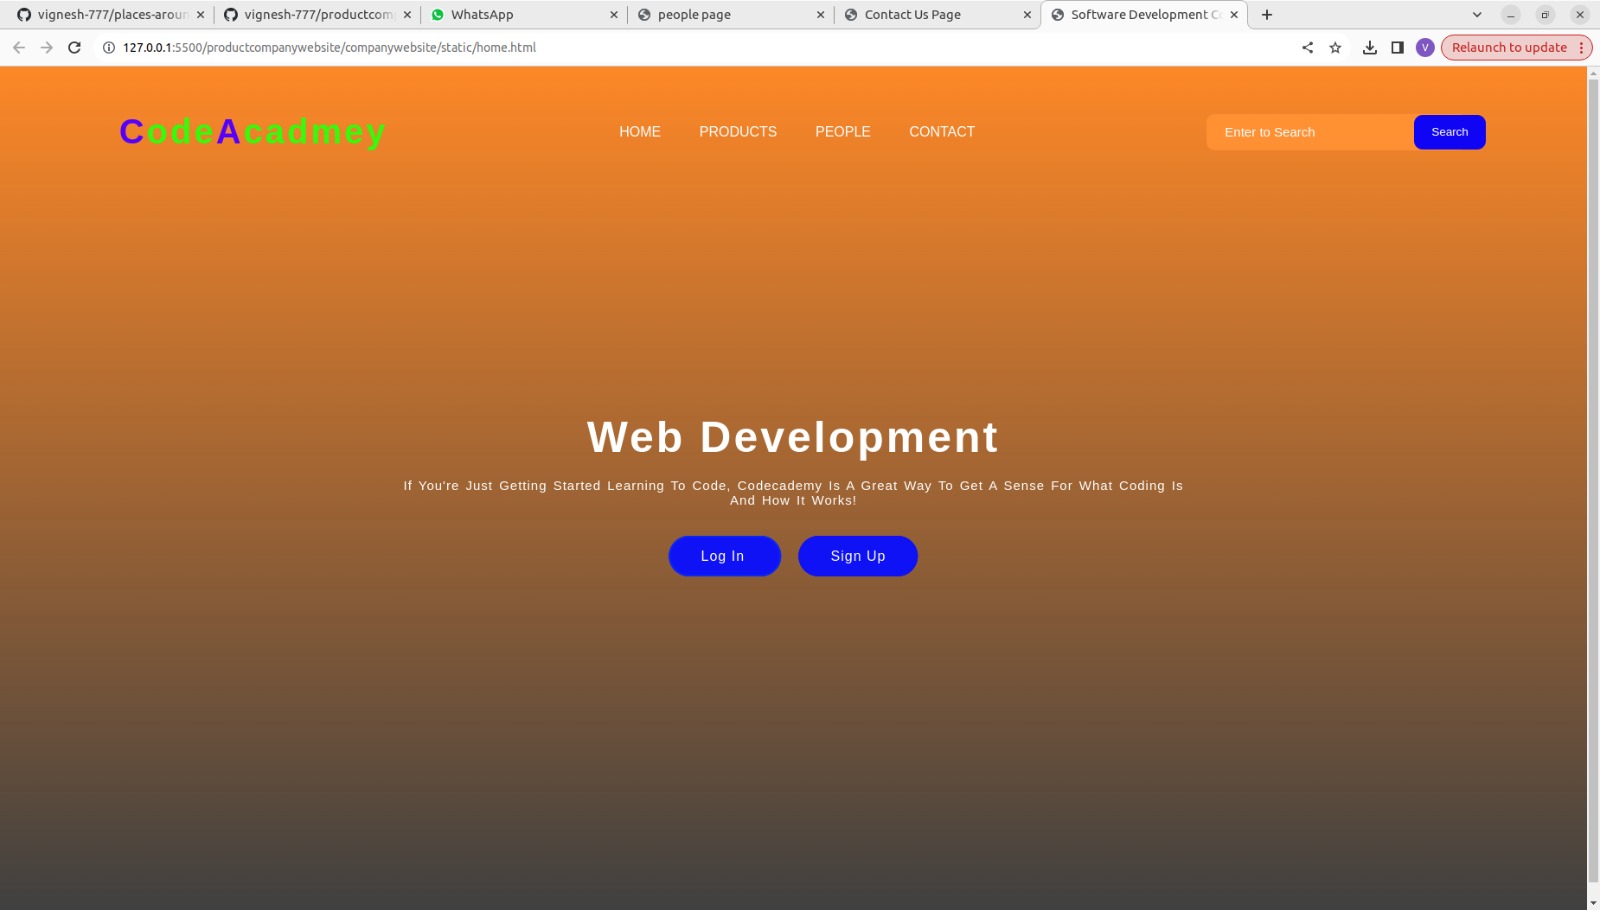 vignesh-777/places-aroun
vignesh-777/productcomp
WhatsApp
people page
Contact Us Page
Software Development Co
127.0.0.1:5500/productcompanywebsite/companywebsite/static/home.html
V
Relaunch to update
CodeAcadmey
HOME
PRODUCTS
PEOPLE
CONTACT
Enter to Search
Search
Web Development
If You're Just Getting Started Learning To Code, Codecademy Is A Great Way To Get A Sense For What Coding Is
And How It Works!
Log In
Sign Up